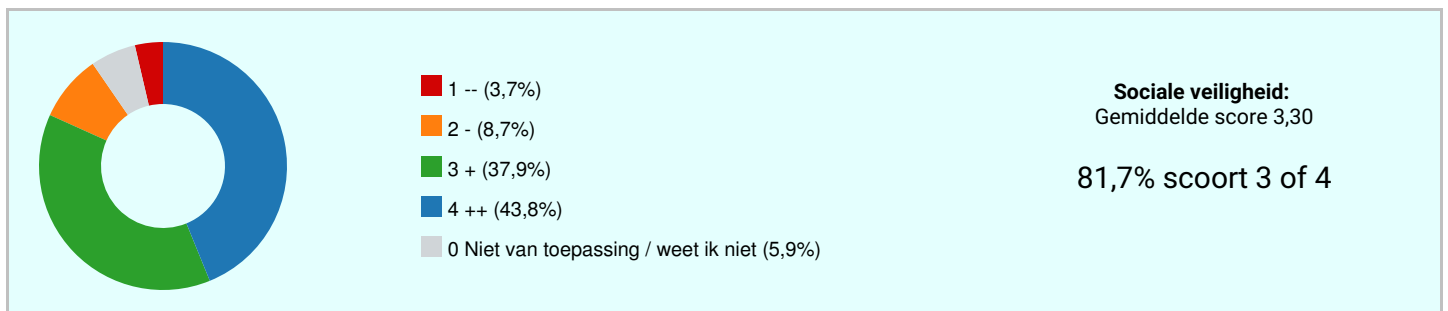 1 -- (3,7%)
2 - (8,7%)
3 + (37,9%)
4 ++ (43,8%)
0 Niet van toepassing / weet ik niet (5,9%)
Sociale veiligheid:
Gemiddelde score 3,30
81,7% scoort 3 of 4